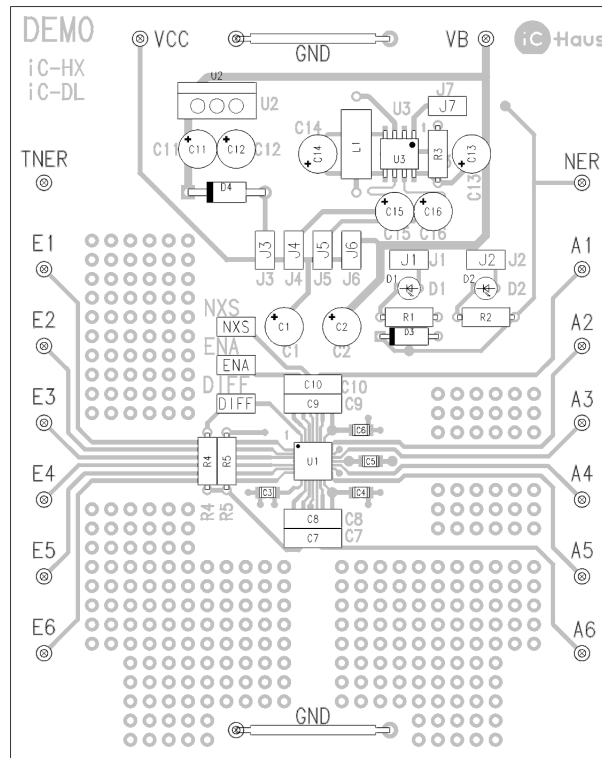 DEMO
iC-HX
iC-DL
VCC
GND
VB
iC Haus
U2
U2
C11
C11
C12
C12
D4
C14
C14
L1
U3
U3
1
J7
J7
R3
C13
C13
TNER
NER
C15
C16
C15
C16
J3
J4
J5
J6
J3
J4
J5
J6
J1
J1
J2
J2
D1
D1
D2
D2
R1
R2
D3
E1
A1
NXS
NXS
ENA
ENA
DIFF
DIFF
C1
C1
C2
C2
E2
A2
C10
C10
C9
C9
E3
A3
C6
1
U1
C5
R4
R5
E4
A4
C3
C4
R4
R5
C8
C8
C7
C7
E5
A5
E6
A6
GND